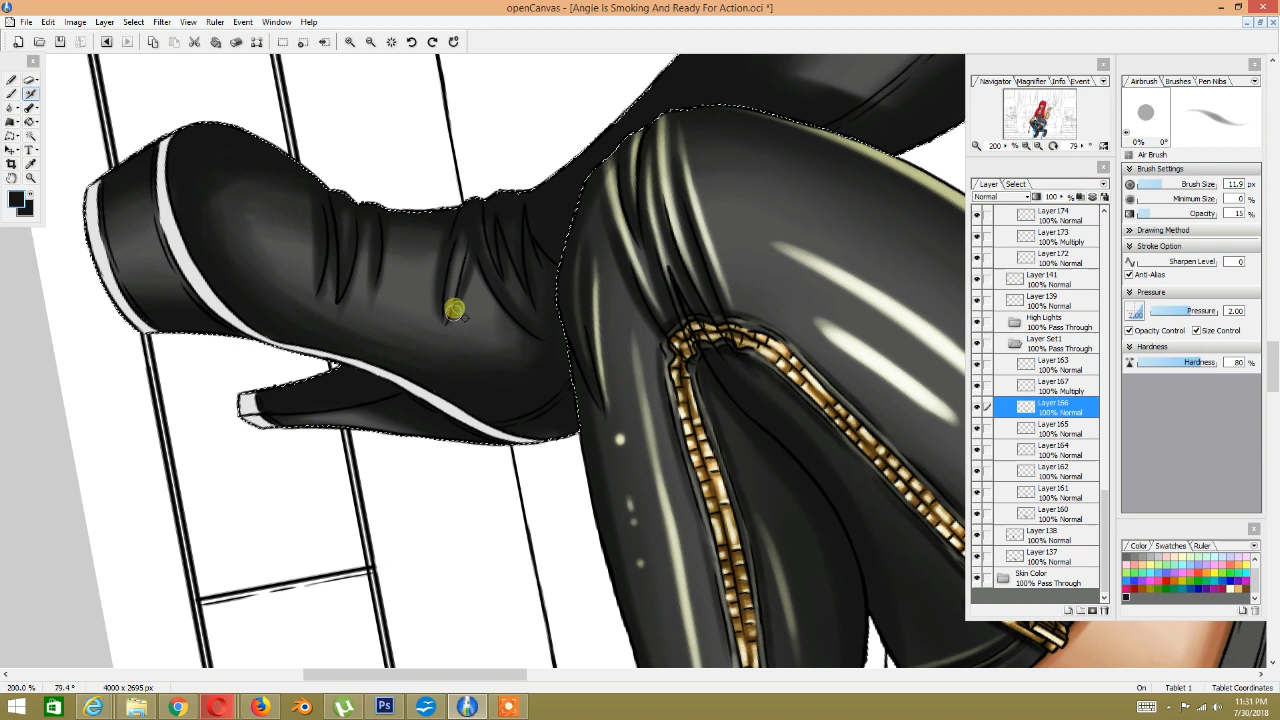 openCanvas - [Angie Is Smoking And Ready For Action.oci *]
File Edit Image Layer Select Filter View Ruler Event Window Help
Navigator Magnifier Info Event
200 % 79 °
Layer Select
Normal 100 %
Layer174
100% Normal
Layer173
100% Multiply
Layer172
100% Normal
Layer141
100% Normal
Layer139
100% Normal
High Lights
100% Pass Through
Layer Set1
100% Pass Through
Layer163
100% Normal
Layer167
100% Multiply
Layer166
100% Normal
Layer165
100% Normal
Layer164
100% Normal
Layer162
100% Normal
Layer161
100% Normal
Layer160
100% Normal
Layer138
100% Normal
Layer137
100% Normal
Skin Color
100% Pass Through
Airbrush Brushes Pen Nibs
0% 0°
Air Brush
Brush Settings
Brush Size 11.9 px
Minimum Size 0 %
Opacity 15 %
Drawing Method
Stroke Option
Sharpen Level 0
Anti-Alias
Pressure
2.00 Pressure 2.00
Opacity Control Size Control
Hardness
Hardness 80 %
Color Swatches Ruler
200.0 % 79.4 ° 4000 x 2695 px On Tablet 1 Tablet Coordinates
Ps
11:31 PM
7/30/2018